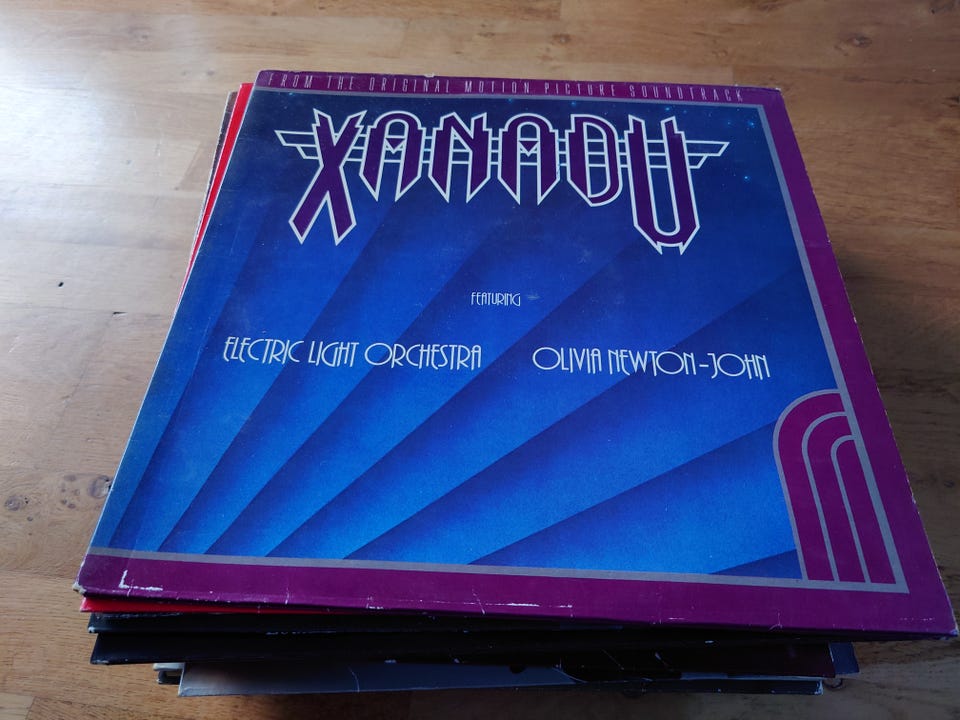 FROM THE ORIGINAL MOTION PICTURE SOUNDTRACK
XANADU
FEATURING
ELECTRIC LIGHT ORCHESTRA OLIVIA NEWTON-JOHN